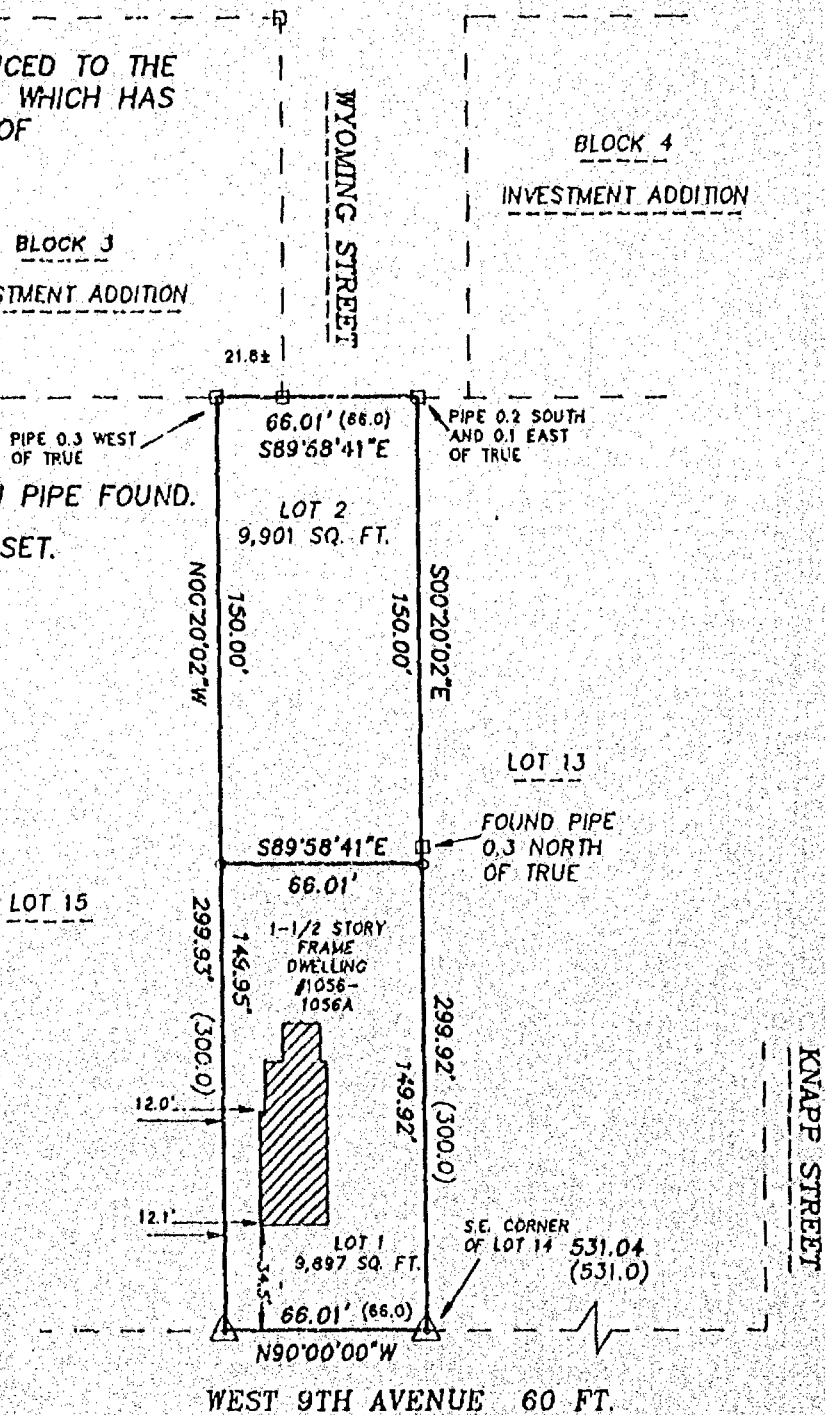 NCED TO THE
WHICH HAS
OF
WYOMING STREET
BLOCK 4
INVESTMENT ADDITION
BLOCK 3
STMENT ADDITION
21.6±
66.01' (66.0)
S89°58'41"E
PIPE 0.3 WEST
OF TRUE
PIPE 0.2 SOUTH
AND 0.1 EAST
OF TRUE
PIPE FOUND.
SET.
LOT 2
9,901 SQ. FT.
N00°20'02"W
150.00'
150.00'
S00°20'02"E
LOT 13
FOUND PIPE
0.3 NORTH
OF TRUE
S89°58'41"E
66.01'
LOT 15
1-1/2 STORY
FRAME
DWELLING
#1056-
1056A
299.93' (300.0)
149.95'
299.92' (300.0)
149.92'
12.0'
12.1'
KNAPP STREET
LOT 1
9,897 SQ. FT.
34.5'
S.E. CORNER
OF LOT 14
531.04
(531.0)
66.01' (66.0)
N90°00'00"W
WEST 9TH AVENUE 60 FT.